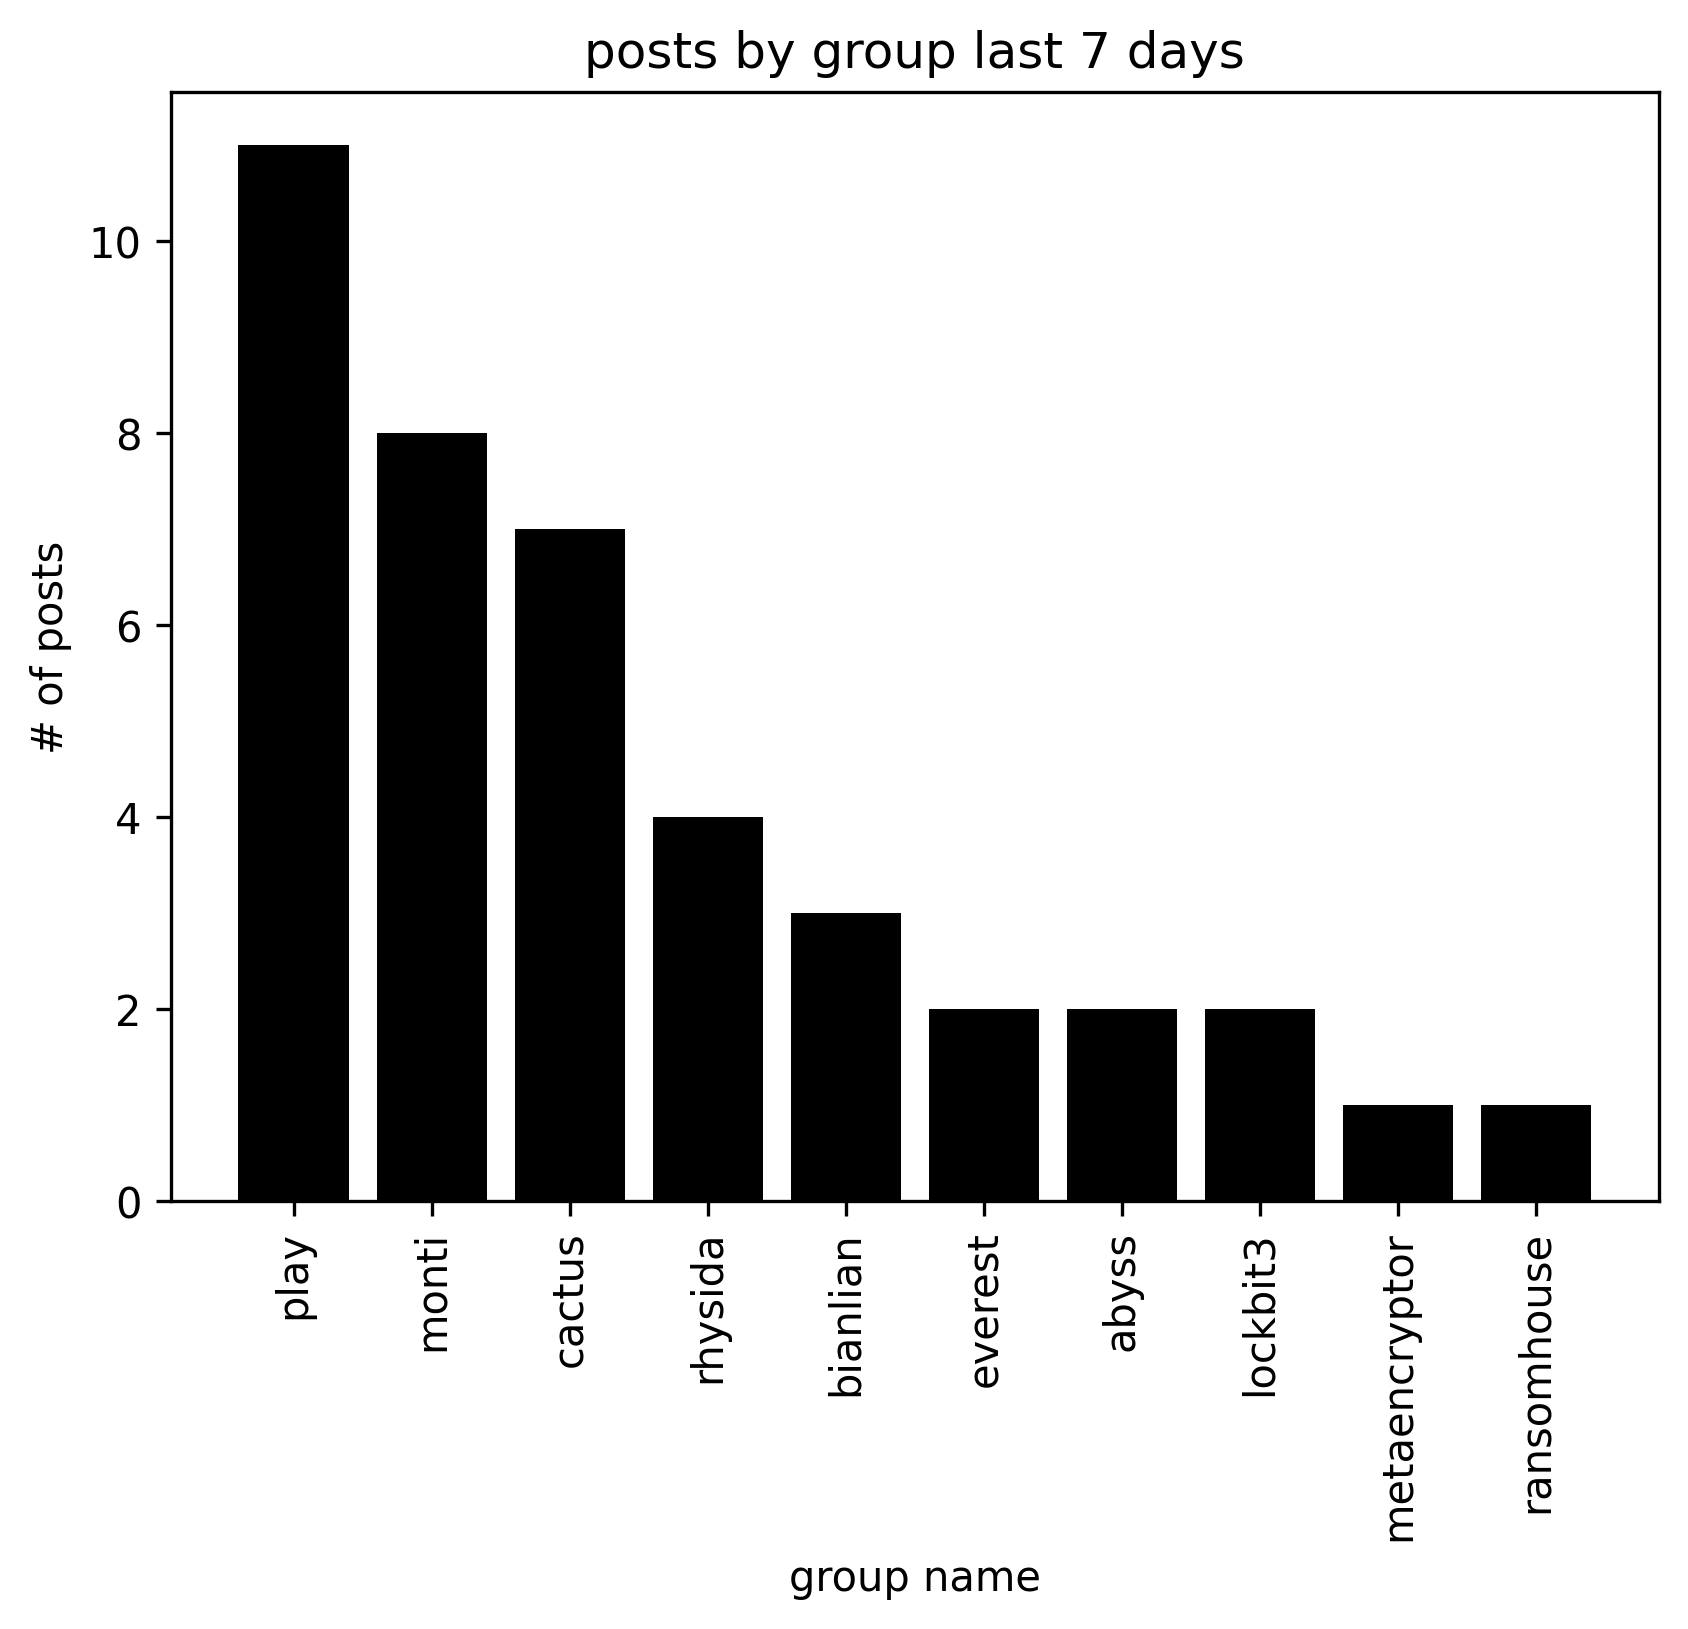 posts by group last 7 days
10
8
6
4
2
0
# of posts
play
monti
cactus
rhysida
bianlian
everest
abyss
lockbit3
metaencryptor
ransomhouse
group name